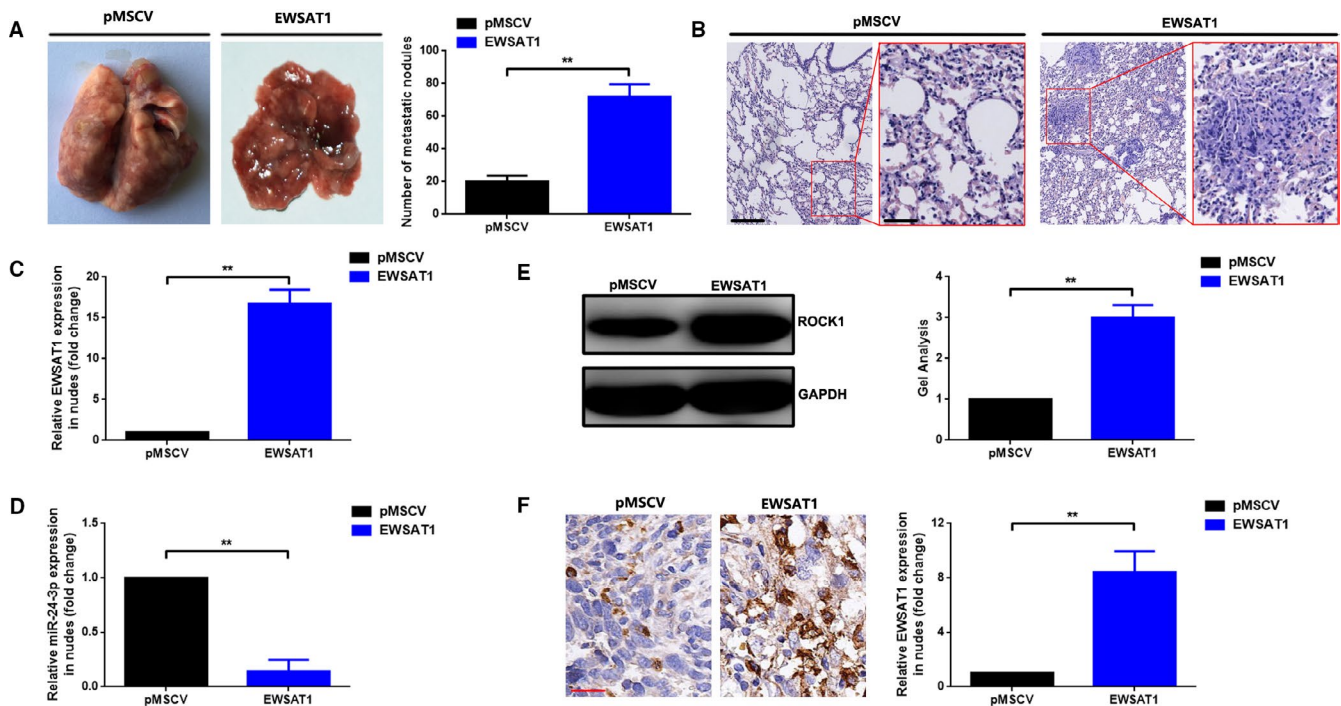 A
pMSCV
EWSAT1
pMSCV
EWSAT1
Number of metastatic nodules
100
80
60
40
20
0
**
pMSCV
EWSAT1
B
pMSCV
EWSAT1
C
pMSCV
EWSAT1
Relative EWSAT1 expression
in nudes (fold change)
20
15
10
5
0
**
pMSCV
EWSAT1
D
pMSCV
EWSAT1
Relative miR-24-3p expression
in nudes (fold change)
1.5
1.0
0.5
0.0
**
pMSCV
EWSAT1
E
pMSCV
EWSAT1
ROCK1
GAPDH
pMSCV
EWSAT1
Gel Analysis
4
3
2
1
0
**
pMSCV
EWSAT1
F
pMSCV
EWSAT1
pMSCV
EWSAT1
Relative EWSAT1 expression
in nudes (fold change)
12
8
4
0
**
pMSCV
EWSAT1